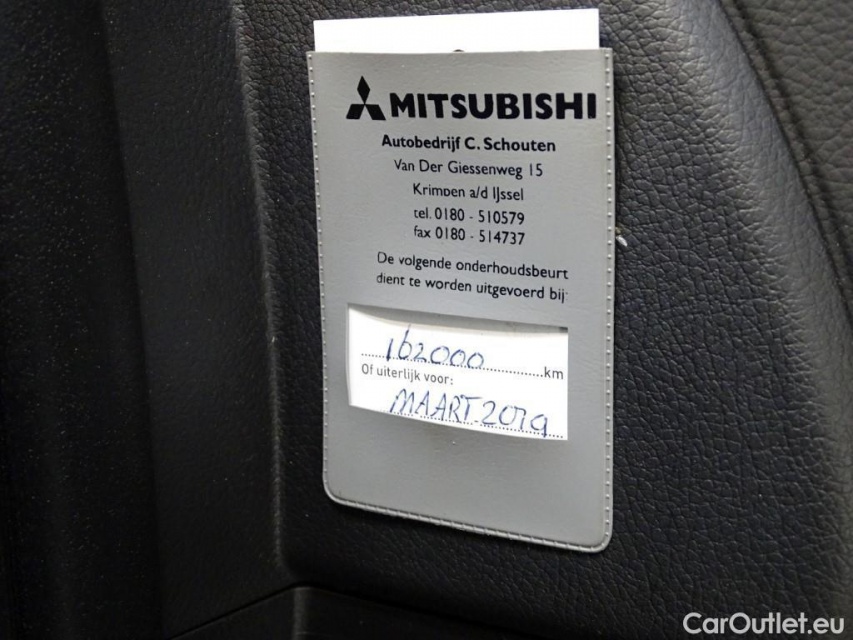 MITSUBISHI
Autobedrijf C. Schouten
Van Der Giessenweg 15
Krimpen a/d IJssel
tel. 0180 - 510579
fax 0180 - 514737
De volgende onderhoudsbeurt
dient te worden uitgevoerd bij:
162000 km
Of uiterlijk voor:
MAART 2019
CarOutlet.eu